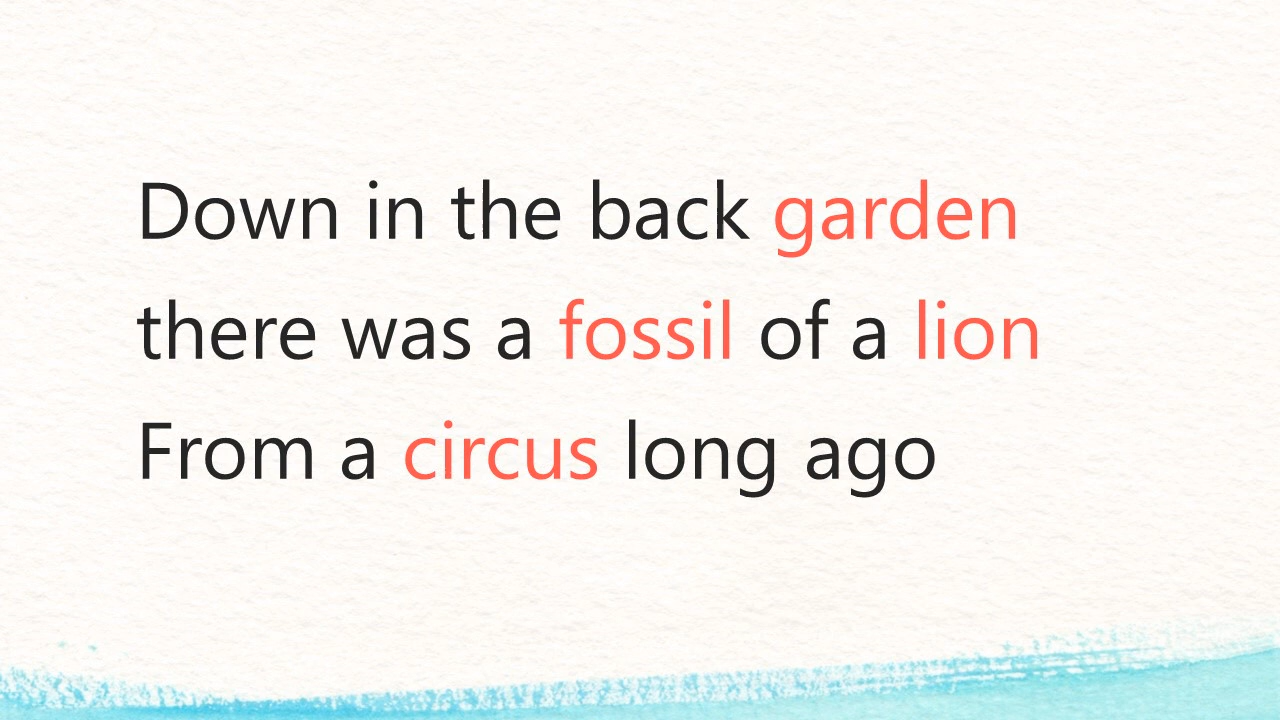 Down in the back garden
there was a fossil of a lion
From a circus long ago